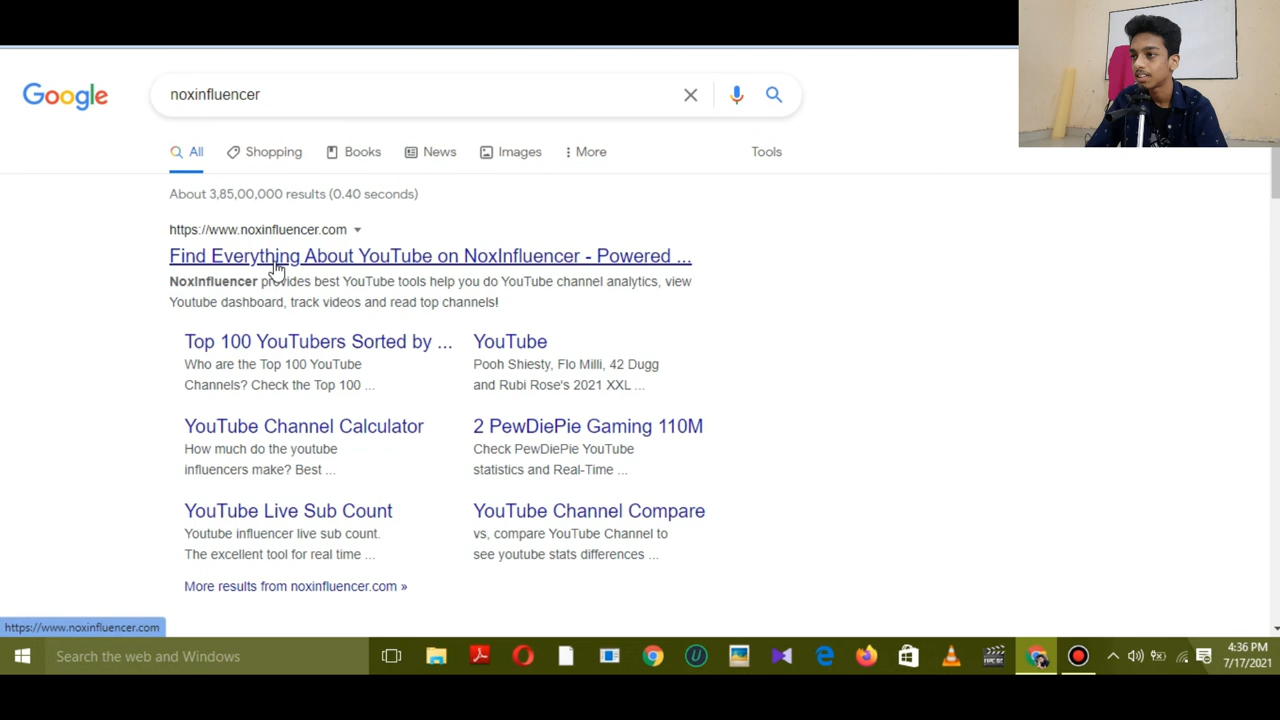 Google
noxinfluencer
All Shopping Books News Images More Tools
About 3,85,00,000 results (0.40 seconds)
https://www.noxinfluencer.com
Find Everything About YouTube on NoxInfluencer - Powered ...
NoxInfluencer provides best YouTube tools help you do YouTube channel analytics, view
Youtube dashboard, track videos and read top channels!
Top 100 YouTubers Sorted by ...
Who are the Top 100 YouTube
Channels? Check the Top 100 ...
YouTube
Pooh Shiesty, Flo Milli, 42 Dugg
and Rubi Rose's 2021 XXL ...
YouTube Channel Calculator
How much do the youtube
influencers make? Best ...
2 PewDiePie Gaming 110M
Check PewDiePie YouTube
statistics and Real-Time ...
YouTube Live Sub Count
Youtube influencer live sub count.
The excellent tool for real time ...
YouTube Channel Compare
vs, compare YouTube Channel to
see youtube stats differences ...
More results from noxinfluencer.com »
https://www.noxinfluencer.com
Search the web and Windows
4:36 PM
7/17/2021